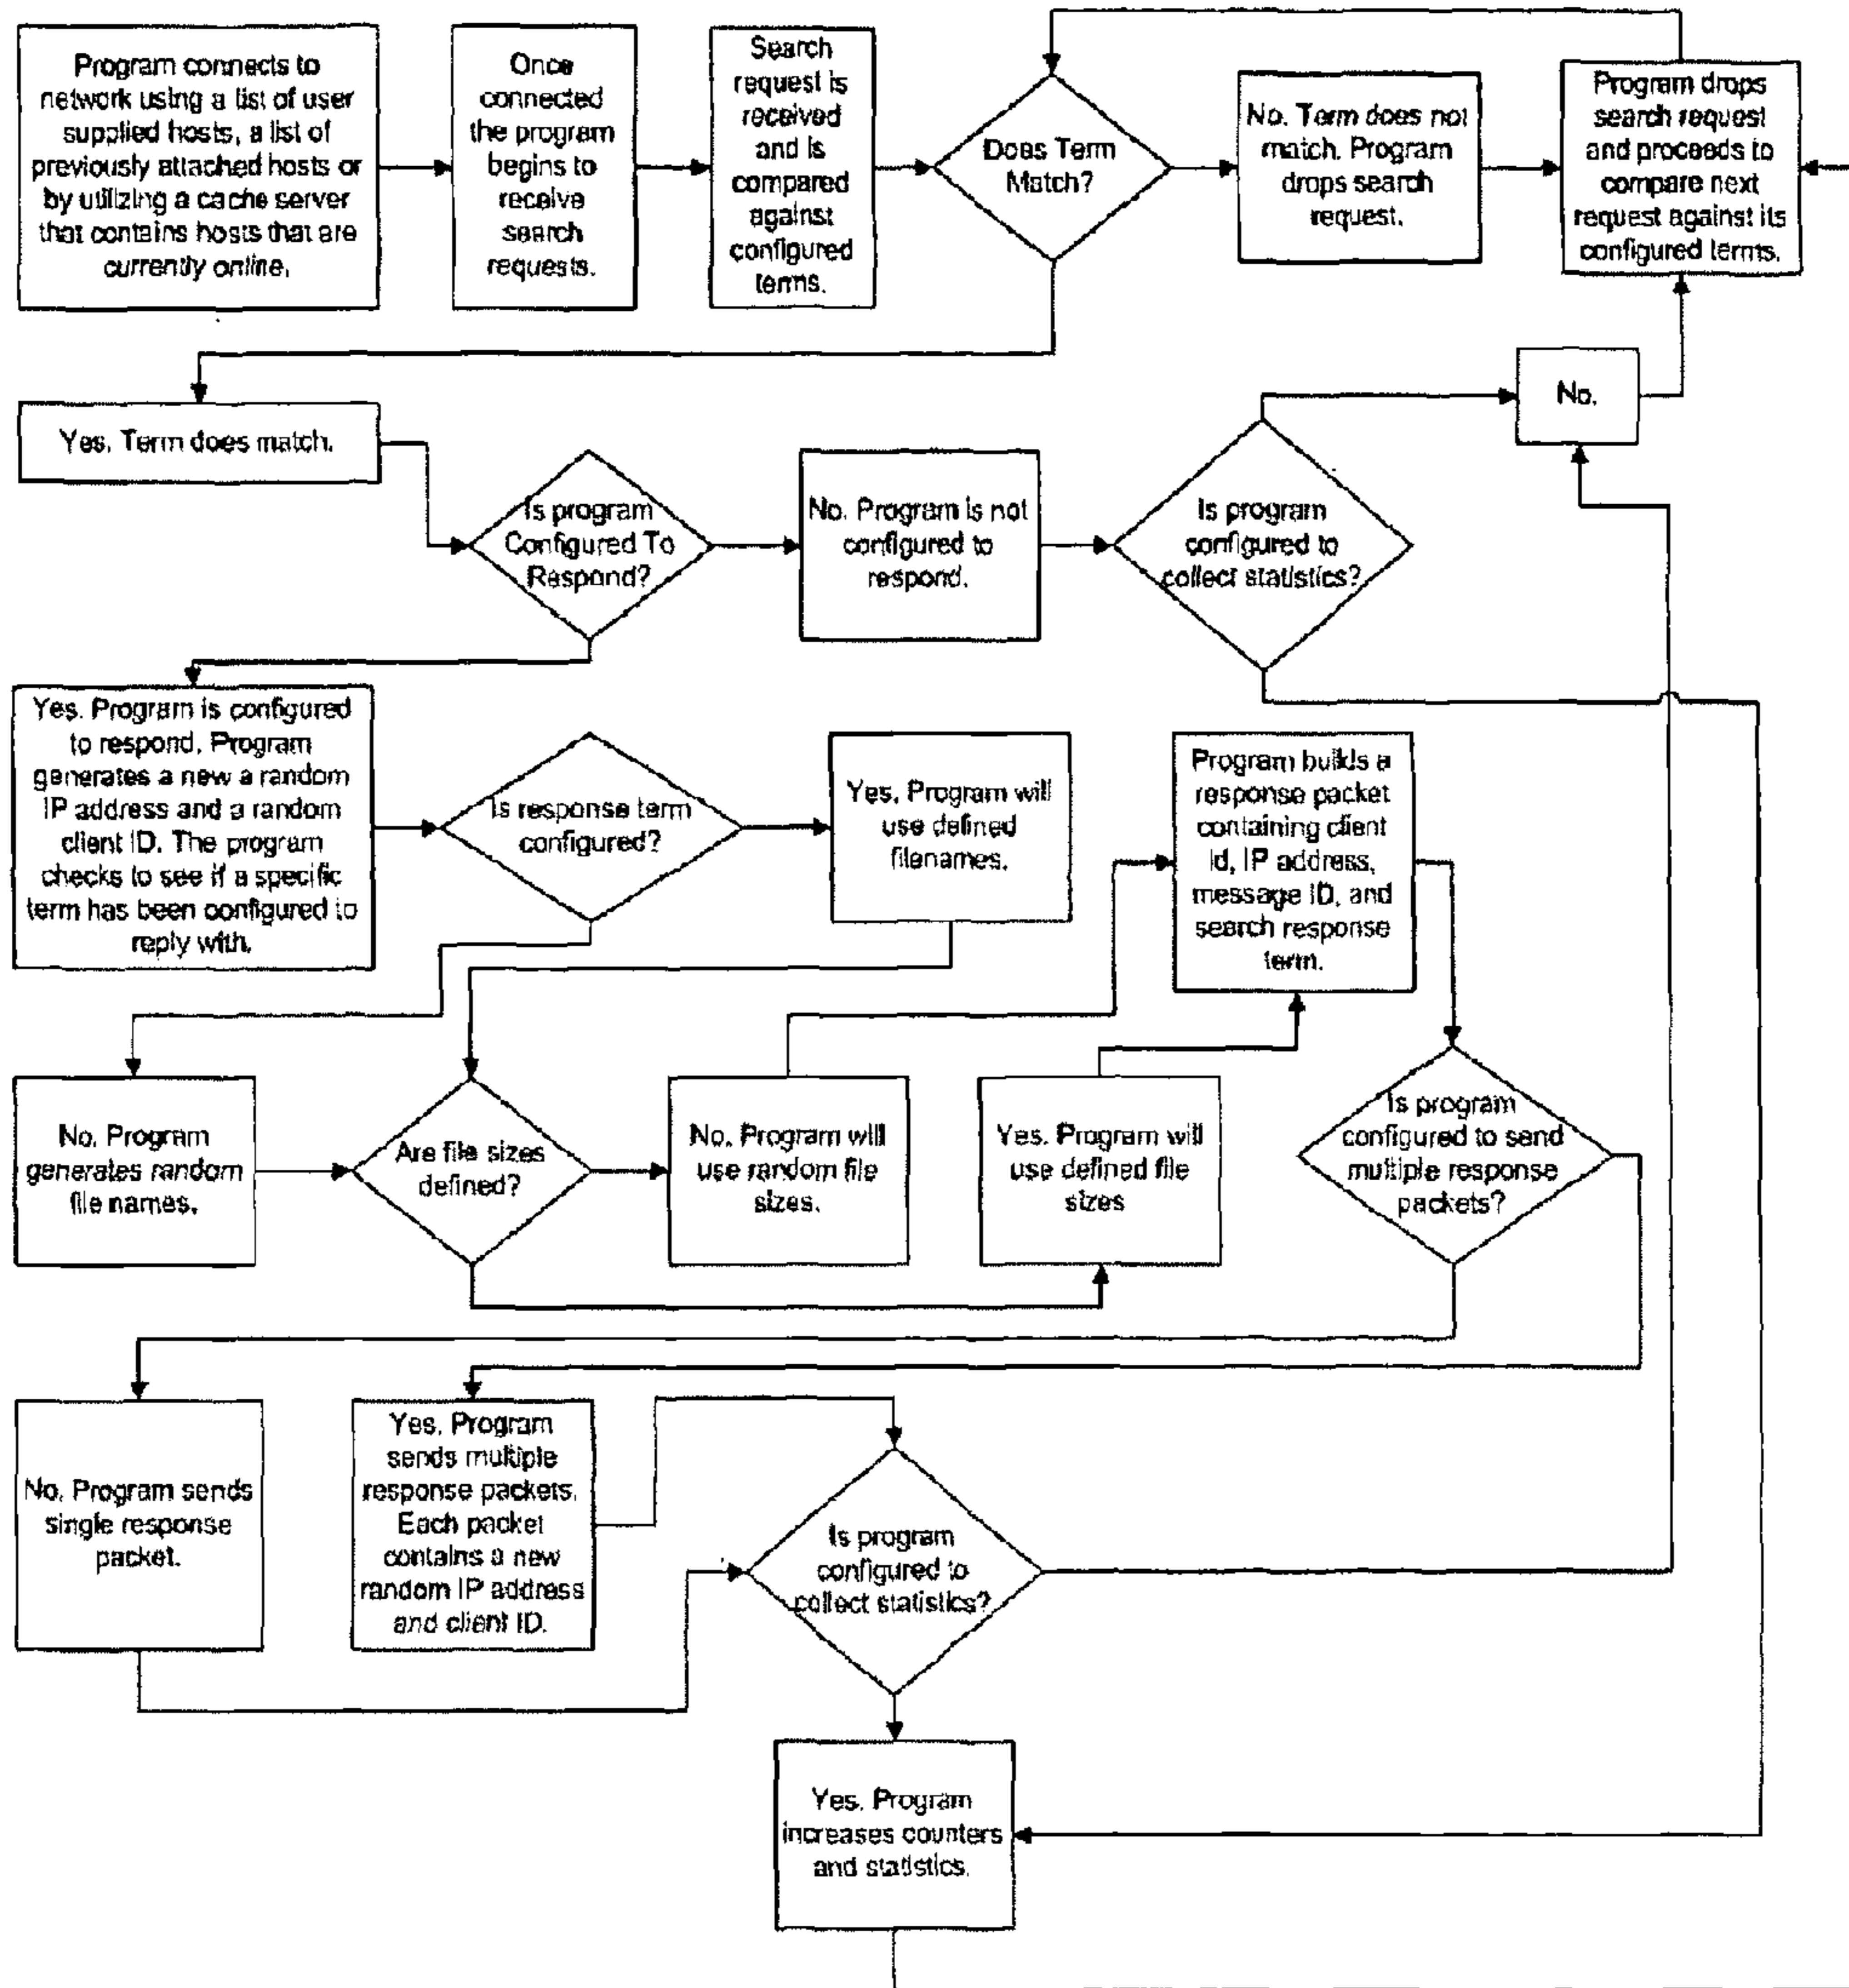 Program connects to
network using a list of user
supplied hosts, a list of
previously attached hosts or
by utilizing a cache server
that contains hosts that are
currently online.
Once
connected
the program
begins to
receive
search
requests.
Search
request is
received
and is
compared
against
configured
terms.
Does Term
Match?
No. Term does not
match. Program
drops search
request.
Program drops
search request
and proceeds to
compare next
request against its
configured terms.
Yes. Term does match.
Is program
Configured To
Respond?
No. Program is not
configured to
respond.
Is program
configured to
collect statistics?
No.
Yes. Program is configured
to respond. Program
generates a new a random
IP address and a random
client ID. The program
checks to see if a specific
term has been configured to
reply with.
Is response term
configured?
Yes. Program will
use defined
filenames.
Program builds a
response packet
containing client
id, IP address,
message ID, and
search response
term.
No. Program
generates random
file names.
Are file sizes
defined?
No. Program will
use random file
sizes.
Yes. Program will
use defined file
sizes
Is program
configured to send
multiple response
packets?
No. Program sends
single response
packet.
Yes. Program
sends multiple
response packets.
Each packet
contains a new
random IP address
and client ID.
Is program
configured to
collect statistics?
Yes. Program
increases counters
and statistics.